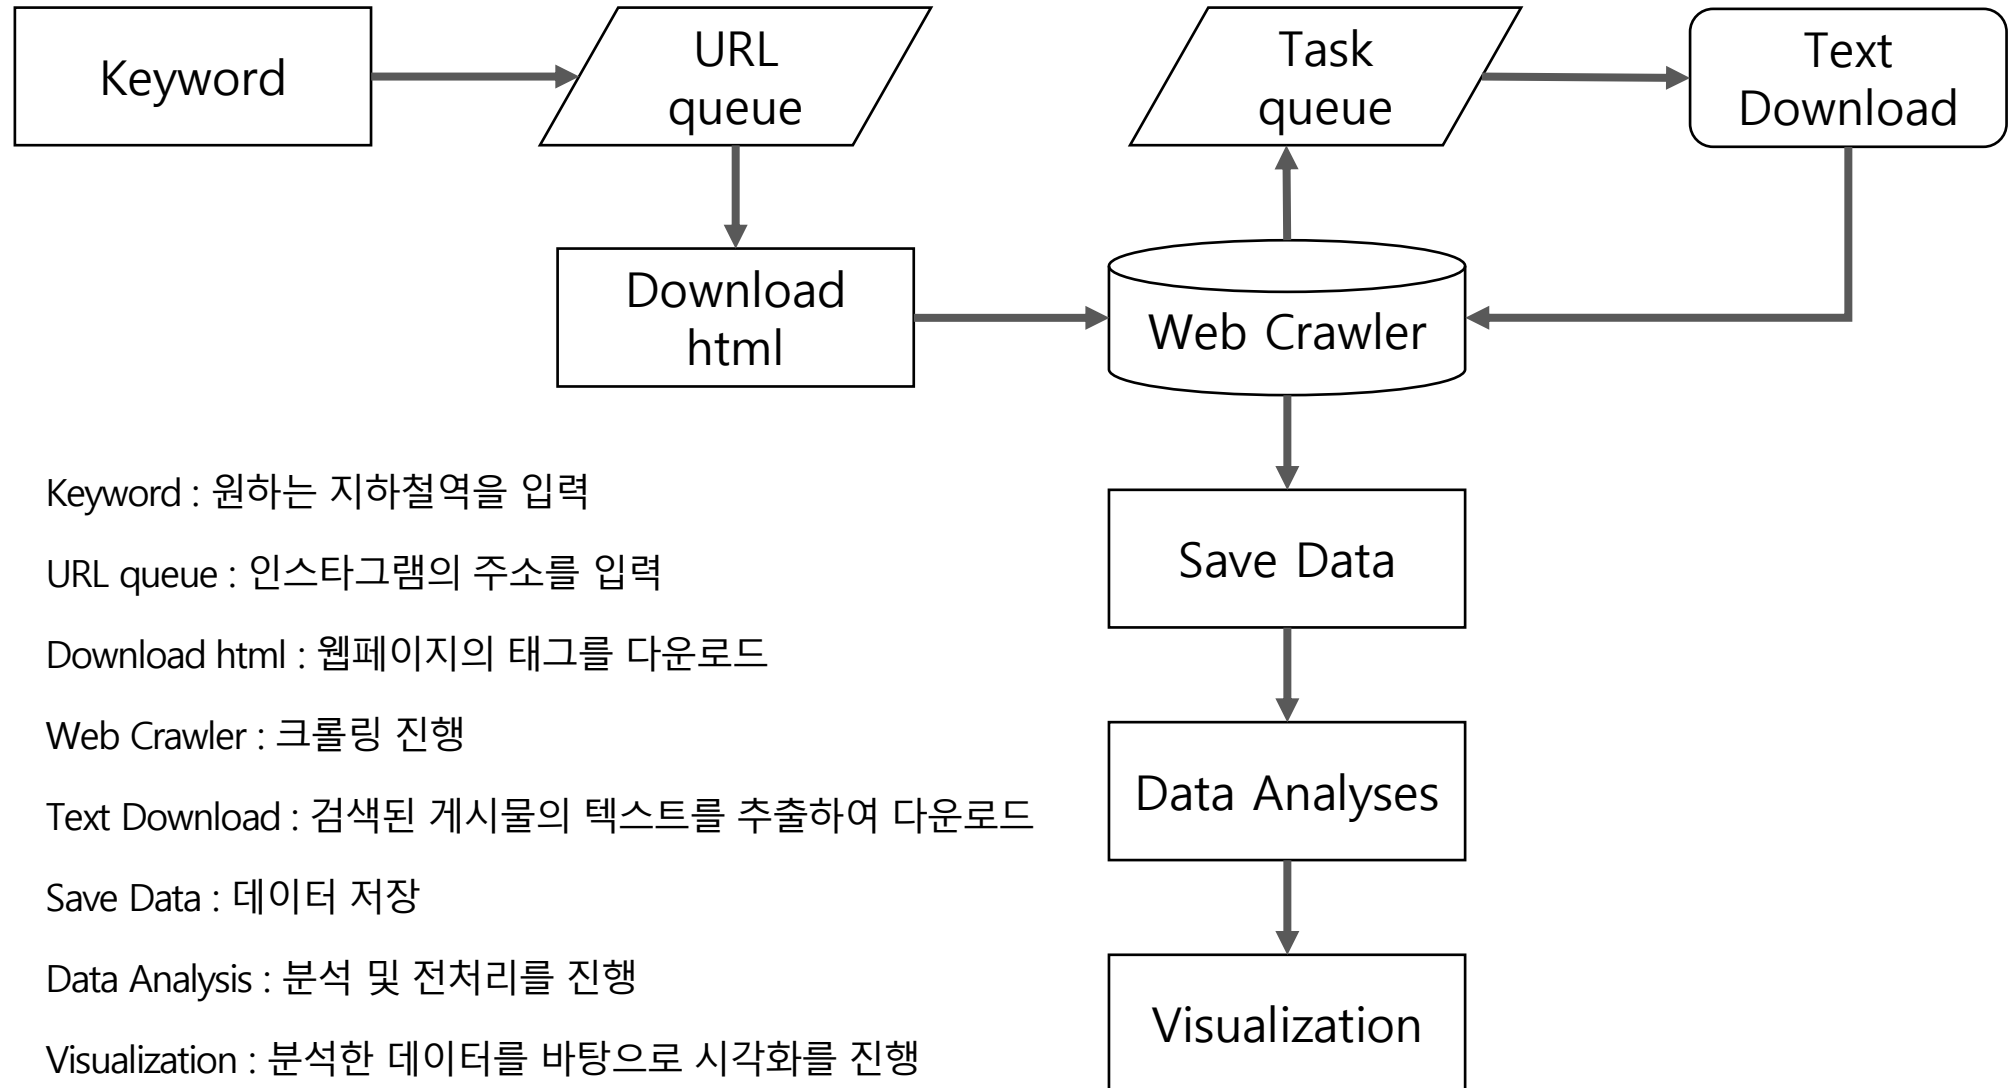 Keyword
URL
queue
Task
queue
Text
Download
Download
html
Web Crawler
Save Data
Data Analyses
Visualization
Keyword : 원하는 지하철역을 입력
URL queue : 인스타그램의 주소를 입력
Download html : 웹페이지의 태그를 다운로드
Web Crawler : 크롤링 진행
Text Download : 검색된 게시물의 텍스트를 추출하여 다운로드
Save Data : 데이터 저장
Data Analysis : 분석 및 전처리를 진행
Visualization : 분석한 데이터를 바탕으로 시각화를 진행